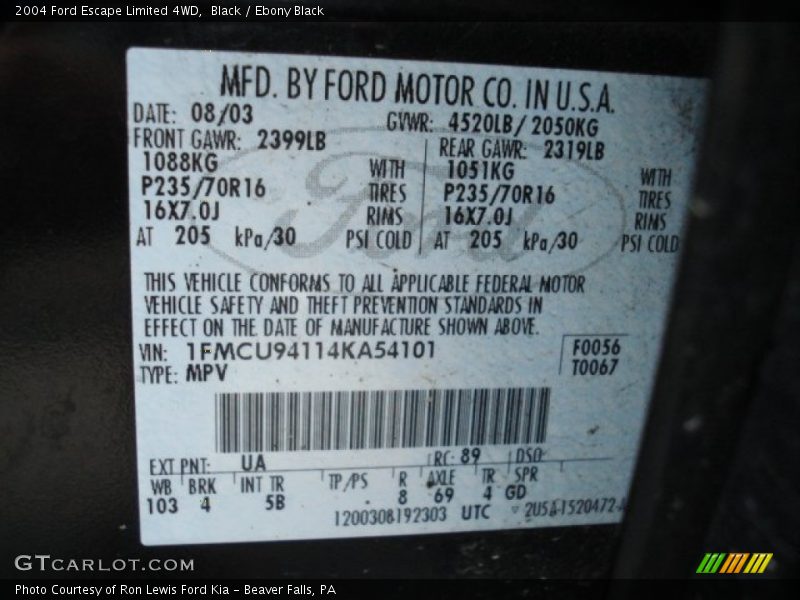 2004 Ford Escape Limited 4WD, Black / Ebony Black
MFD. BY FORD MOTOR CO. IN U.S.A.
DATE: 08/03 GVWR: 4520LB/ 2050KG
FRONT GAWR: 2399LB REAR GAWR: 2319LB
1088KG WITH 1051KG WITH
P235/70R16 TIRES P235/70R16 TIRES
16X7.0J RIMS 16X7.0J RIMS
AT 205 kPa/30 PSI COLD AT 205 kPa/30 PSI COLD
Ford
THIS VEHICLE CONFORMS TO ALL APPLICABLE FEDERAL MOTOR
VEHICLE SAFETY AND THEFT PREVENTION STANDARDS IN
EFFECT ON THE DATE OF MANUFACTURE SHOWN ABOVE.
VIN: 1FMCU94114KA54101 F0056
TYPE: MPV T0067
EXT PNT: UA RC: 89 DSO:
WB BRK INT TR TP/PS R AXLE TR SPR
103 4 5B 8 69 4 GD
1200308192303 UTC
GTCARLOT.COM
Photo Courtesy of Ron Lewis Ford Kia - Beaver Falls, PA